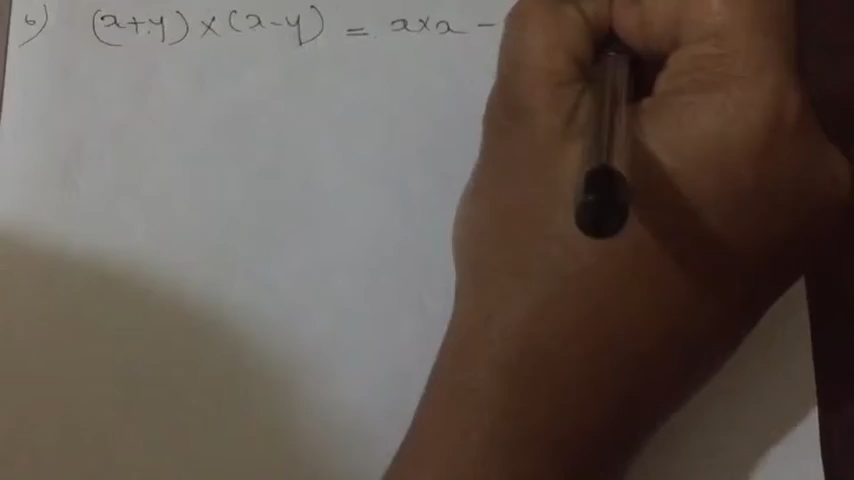 6) (x+y)×(x-y) = x×x -